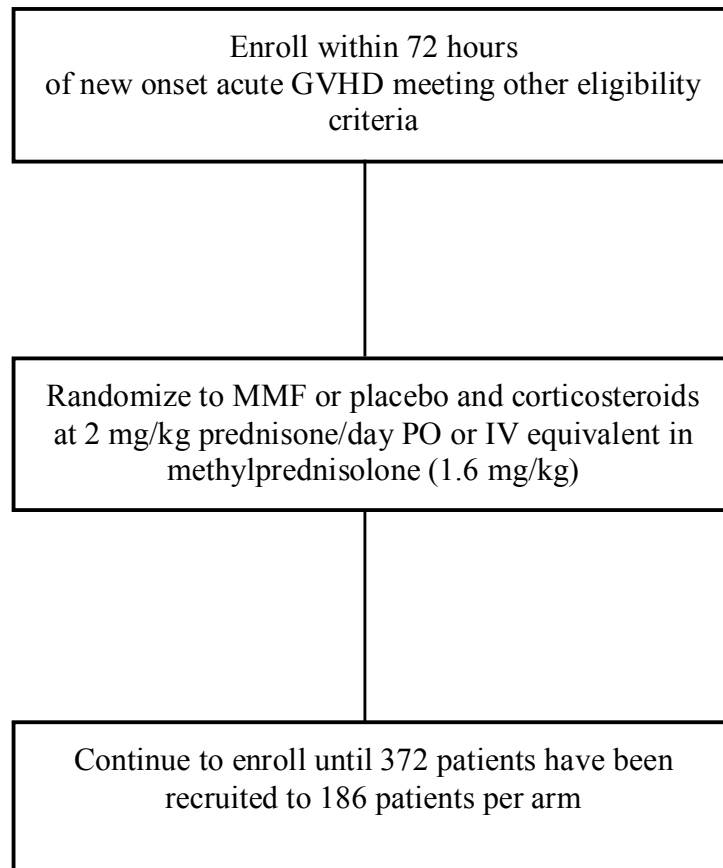 Enroll within 72 hours
of new onset acute GVHD meeting other eligibility
criteria
Randomize to MMF or placebo and corticosteroids
at 2 mg/kg prednisone/day PO or IV equivalent in
methylprednisolone (1.6 mg/kg)
Continue to enroll until 372 patients have been
recruited to 186 patients per arm